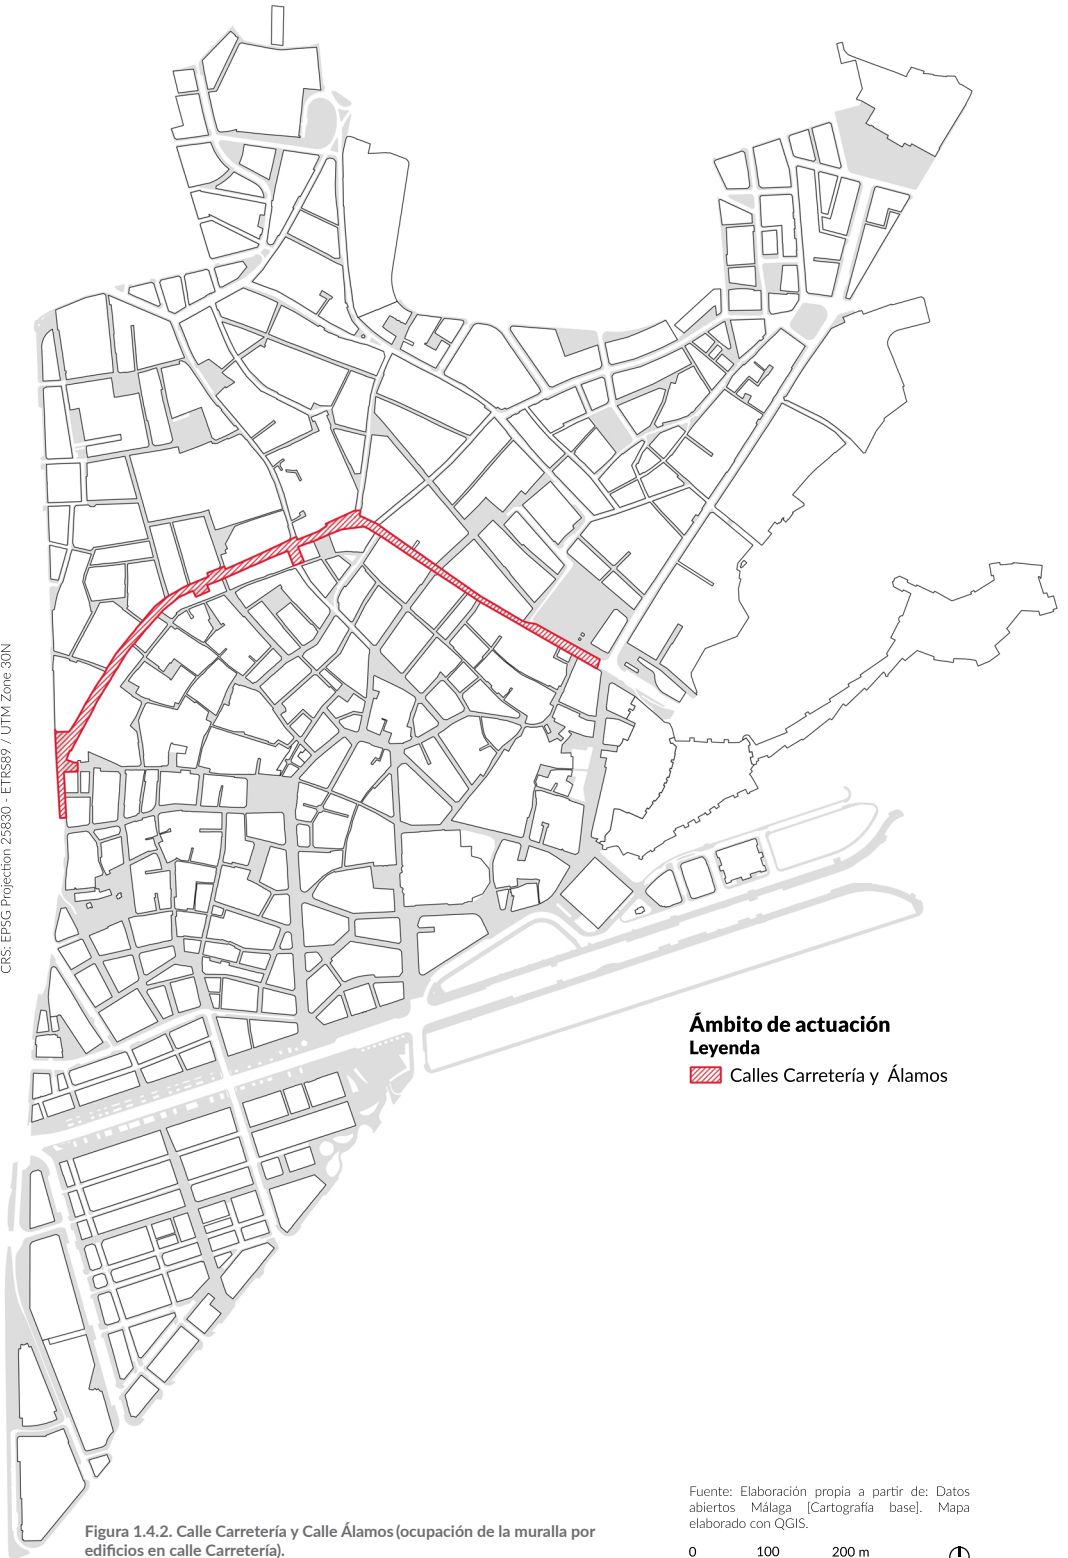 CRS: EPSG Projection 25830 - ETRS89 / UTM Zone 30N
Ámbito de actuación
Leyenda
Calles Carretería y Álamos
Fuente: Elaboración propia a partir de: Datos
abiertos Málaga [Cartografía base]. Mapa
elaborado con QGIS.
0 100 200 m
Figura 1.4.2. Calle Carretería y Calle Álamos (ocupación de la muralla por
edificios en calle Carretería).